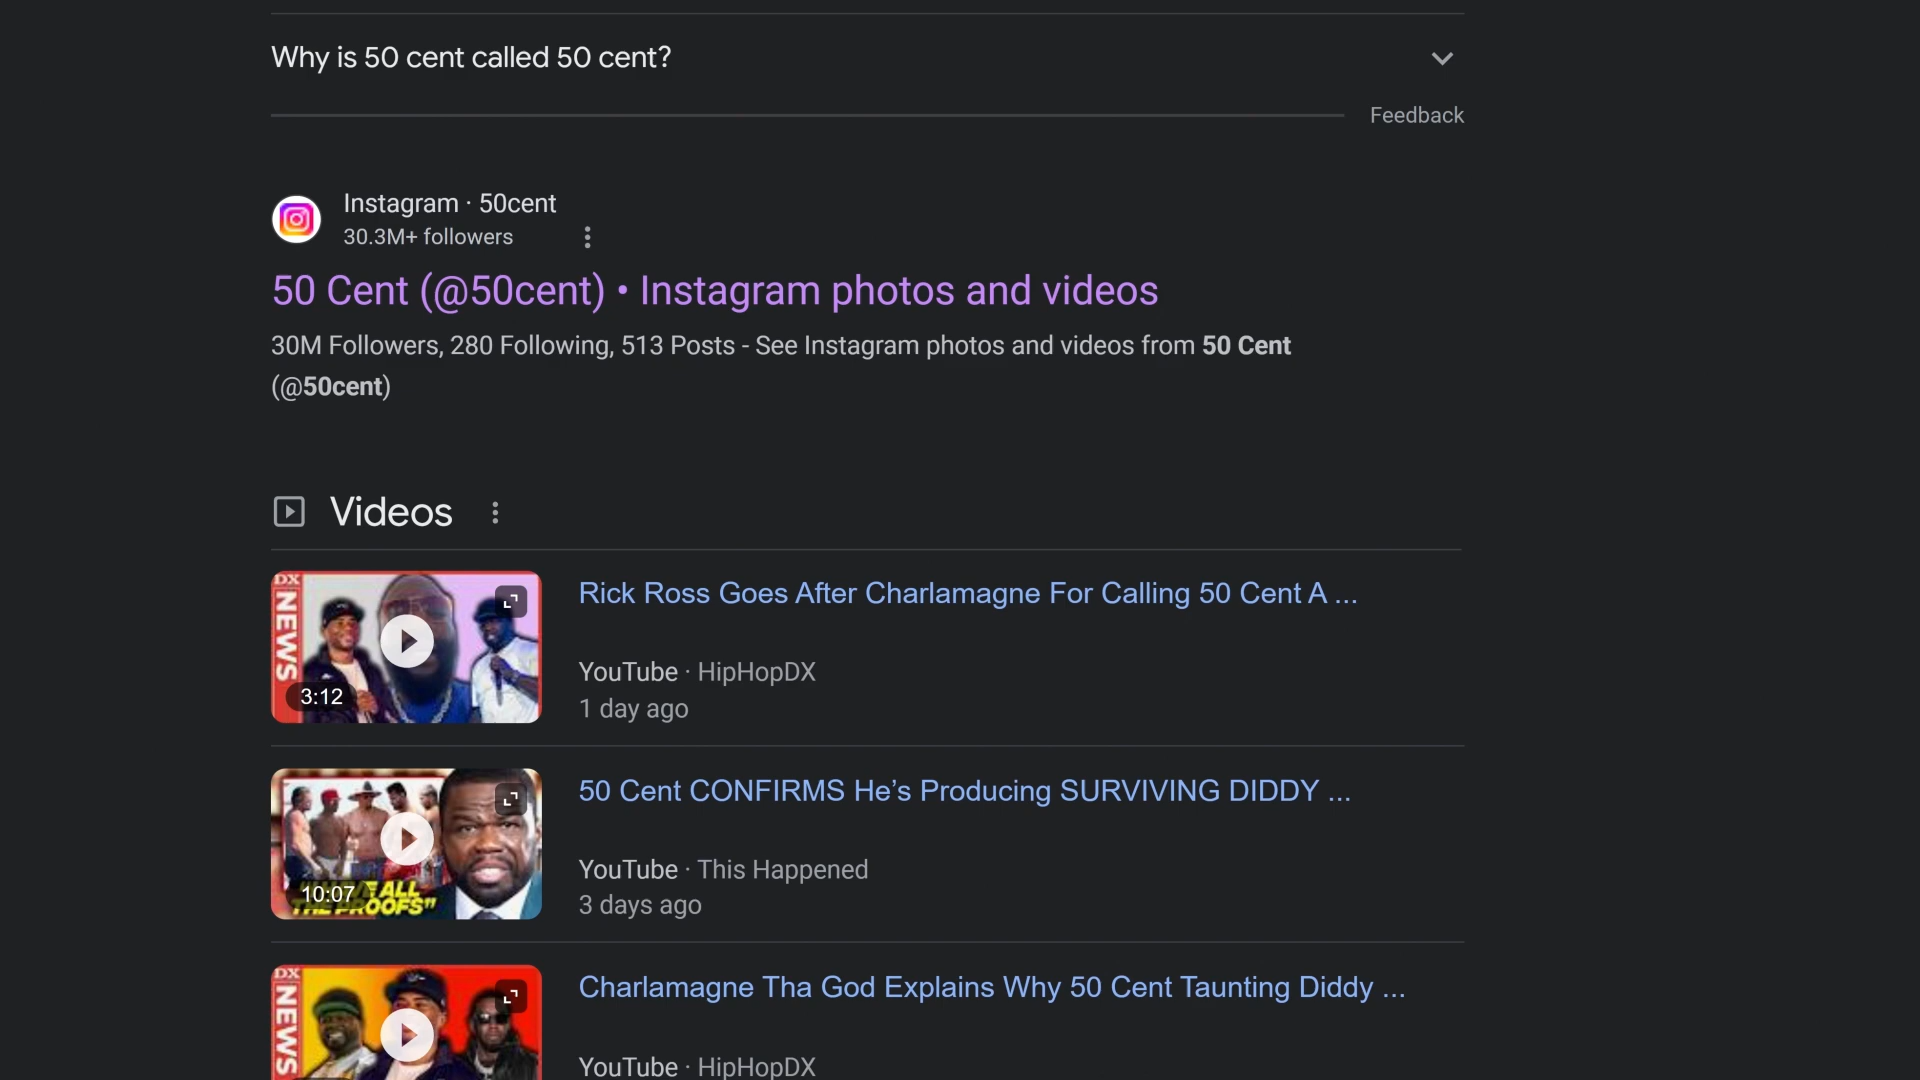 Why is 50 cent called 50 cent?
Feedback
Instagram · 50cent
30.3M+ followers
50 Cent (@50cent) • Instagram photos and videos
30M Followers, 280 Following, 513 Posts - See Instagram photos and videos from 50 Cent
(@50cent)
Videos
DX
NEWS
3:12
Rick Ross Goes After Charlamagne For Calling 50 Cent A ...
YouTube · HipHopDX
1 day ago
ALL
10:07
50 Cent CONFIRMS He’s Producing SURVIVING DIDDY ...
YouTube · This Happened
3 days ago
DX
NEWS
Charlamagne Tha God Explains Why 50 Cent Taunting Diddy ...
YouTube · HipHopDX